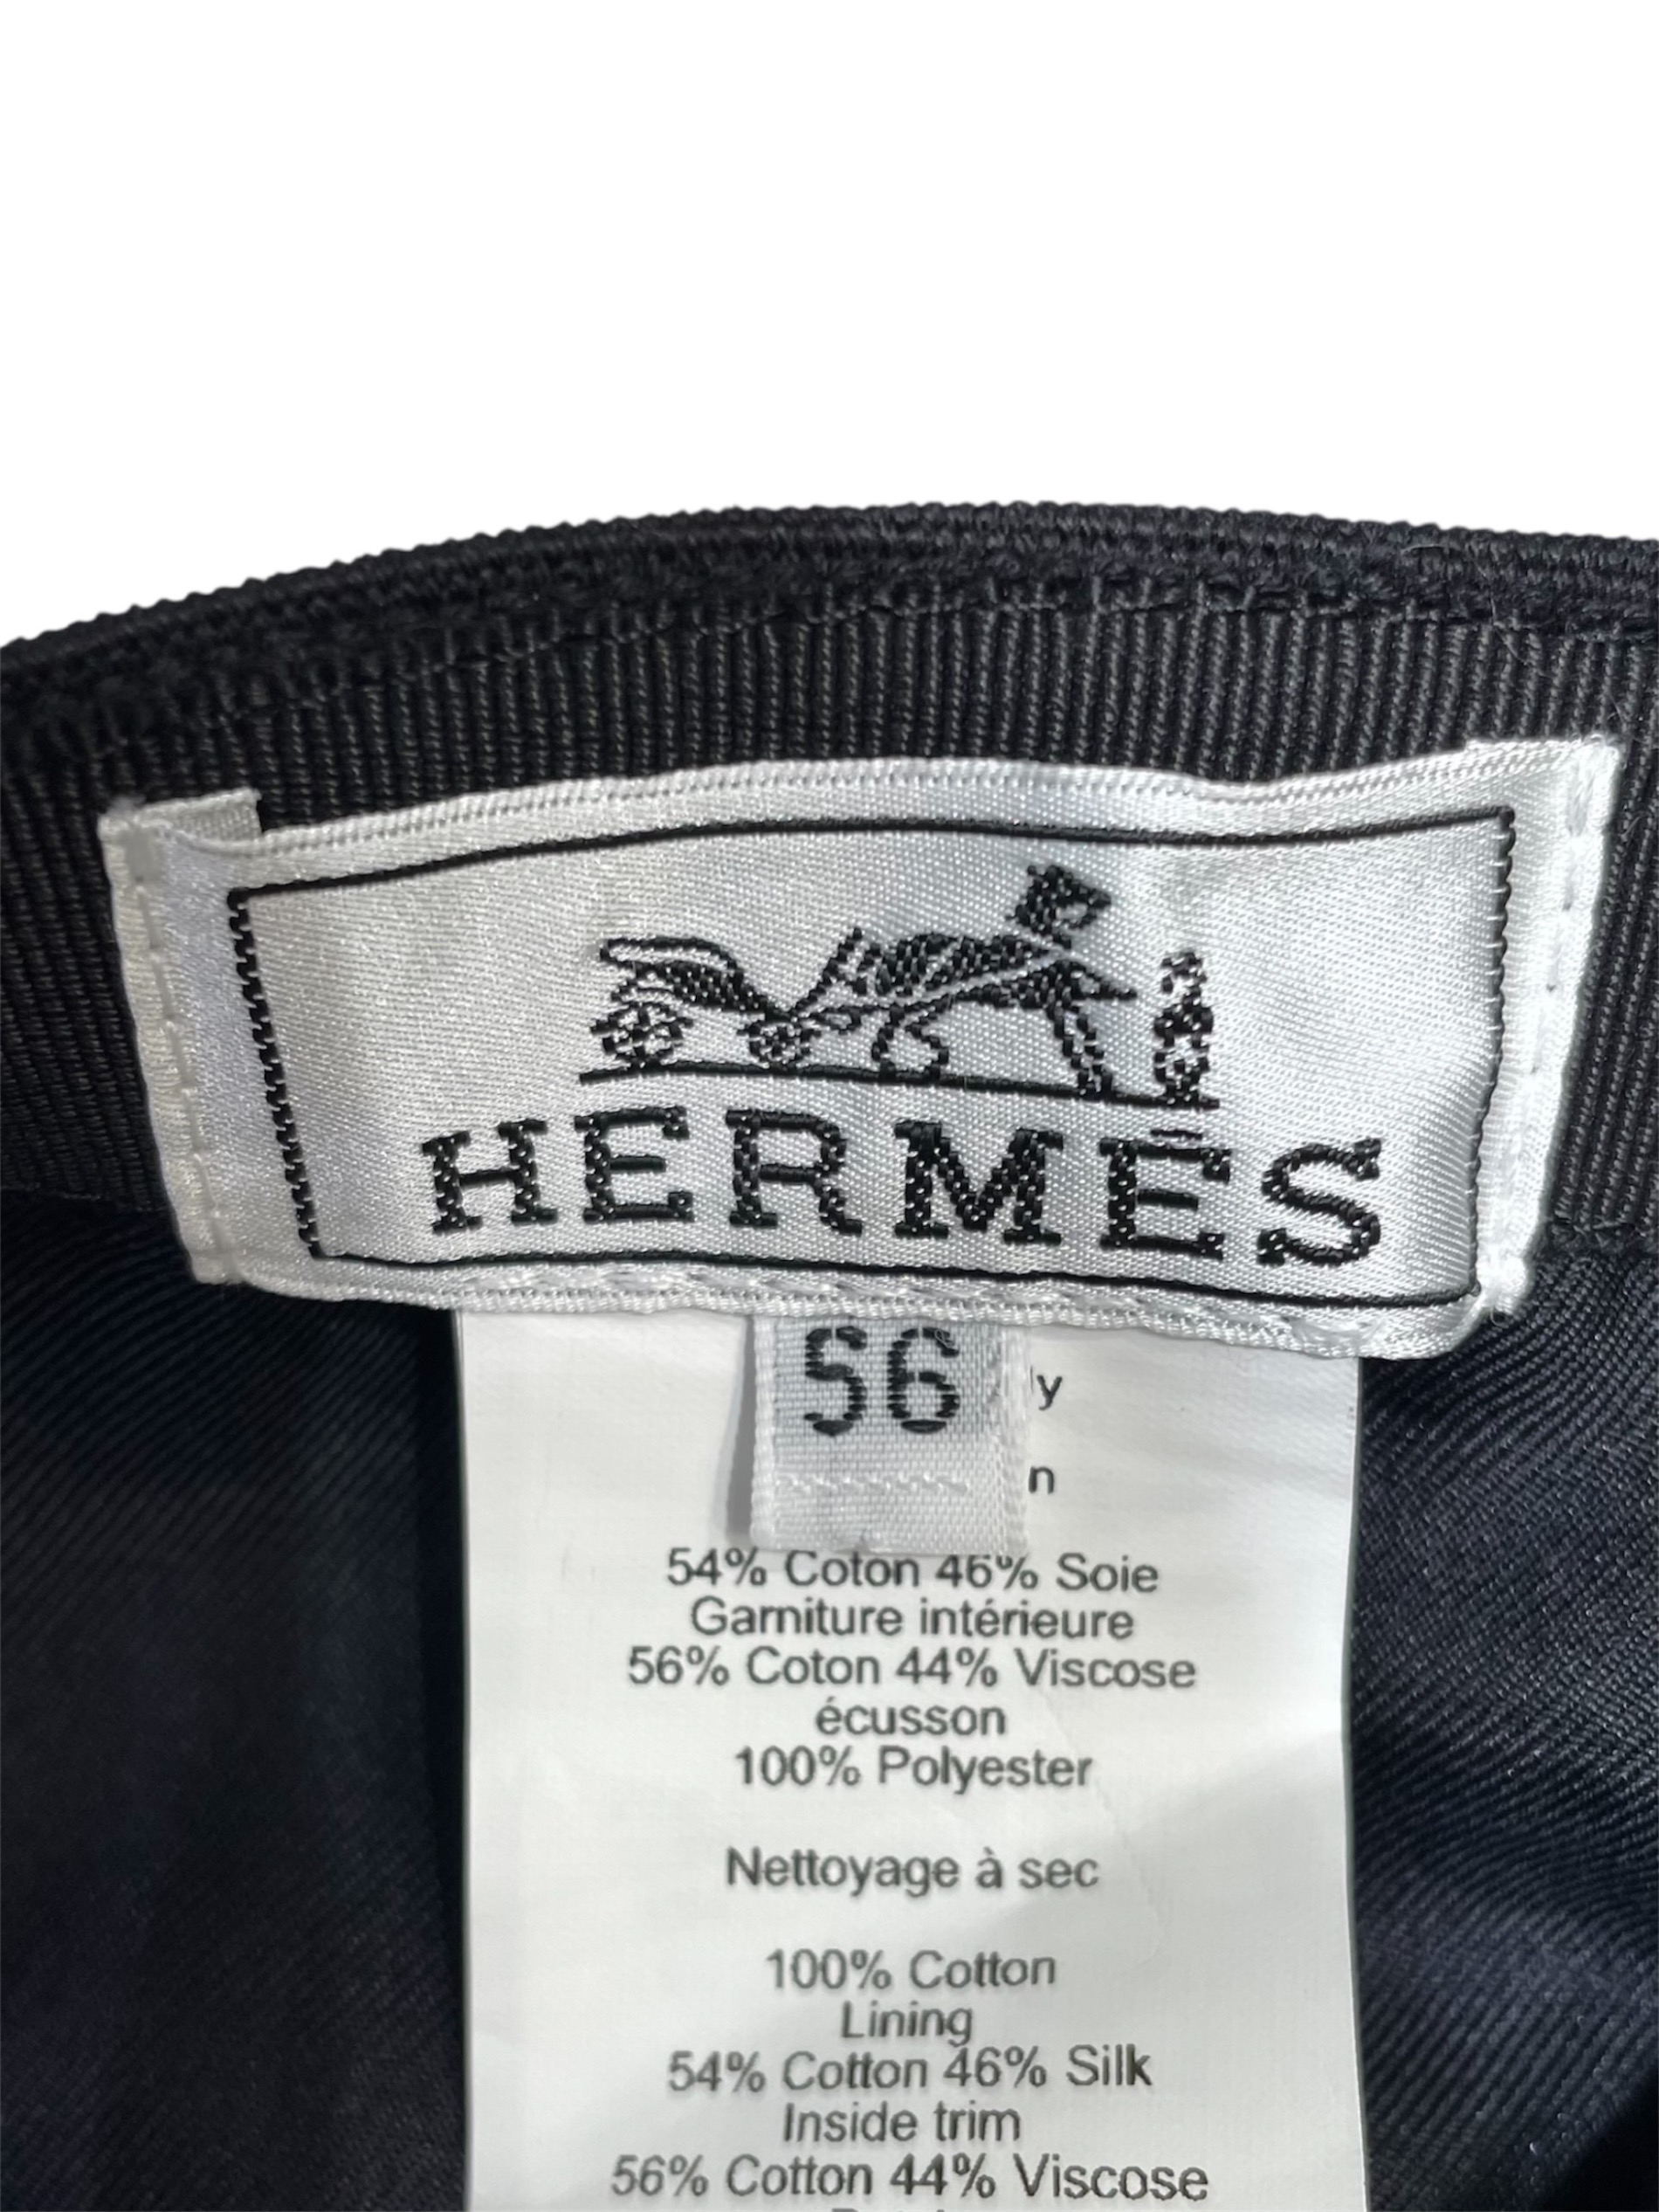 HERMES
56
y
n
54% Coton 46% Soie
Garniture intérieure
56% Coton 44% Viscose
écusson
100% Polyester
Nettoyage à sec
100% Cotton
Lining
54% Cotton 46% Silk
Inside trim
56% Cotton 44% Viscose